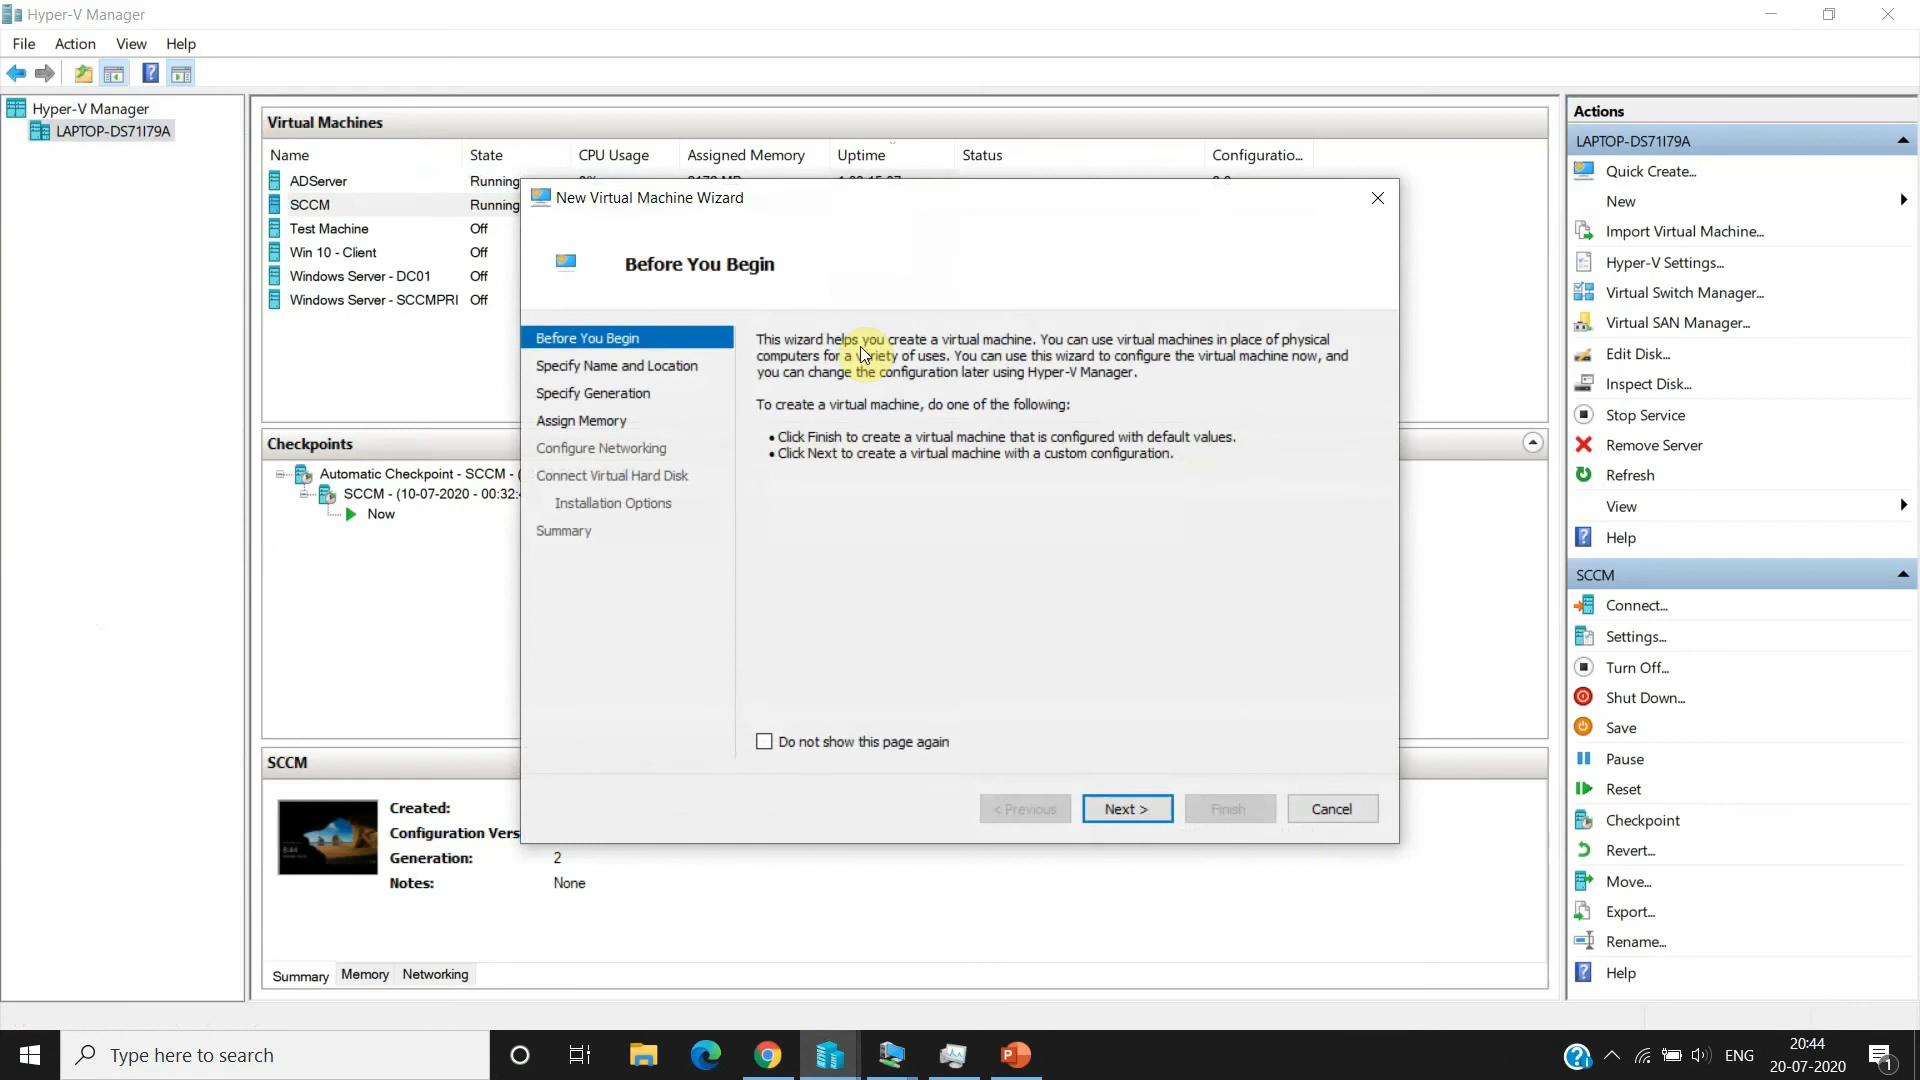 Hyper-V Manager
File Action View Help
Hyper-V Manager
LAPTOP-DS71I79A
Virtual Machines
Name State CPU Usage Assigned Memory Uptime Status Configuratio...
ADServer Running
SCCM Running
Test Machine Off
Win 10 - Client Off
Windows Server - DC01 Off
Windows Server - SCCMPRI Off
Checkpoints
Automatic Checkpoint - SCCM - (
SCCM - (10-07-2020 - 00:32:
Now
SCCM
Created:
Configuration Vers
Generation: 2
Notes: None
Summary Memory Networking
New Virtual Machine Wizard
Before You Begin
Before You Begin
Specify Name and Location
Specify Generation
Assign Memory
Configure Networking
Connect Virtual Hard Disk
Installation Options
Summary
This wizard helps you create a virtual machine. You can use virtual machines in place of physical
computers for a variety of uses. You can use this wizard to configure the virtual machine now, and
you can change the configuration later using Hyper-V Manager.
To create a virtual machine, do one of the following:
• Click Finish to create a virtual machine that is configured with default values.
• Click Next to create a virtual machine with a custom configuration.
Do not show this page again
< Previous Next > Finish Cancel
Actions
LAPTOP-DS71I79A
Quick Create...
New
Import Virtual Machine...
Hyper-V Settings...
Virtual Switch Manager...
Virtual SAN Manager...
Edit Disk...
Inspect Disk...
Stop Service
Remove Server
Refresh
View
Help
SCCM
Connect...
Settings...
Turn Off...
Shut Down...
Save
Pause
Reset
Checkpoint
Revert...
Move...
Export...
Rename...
Help
Type here to search
ENG
20:44
20-07-2020
1